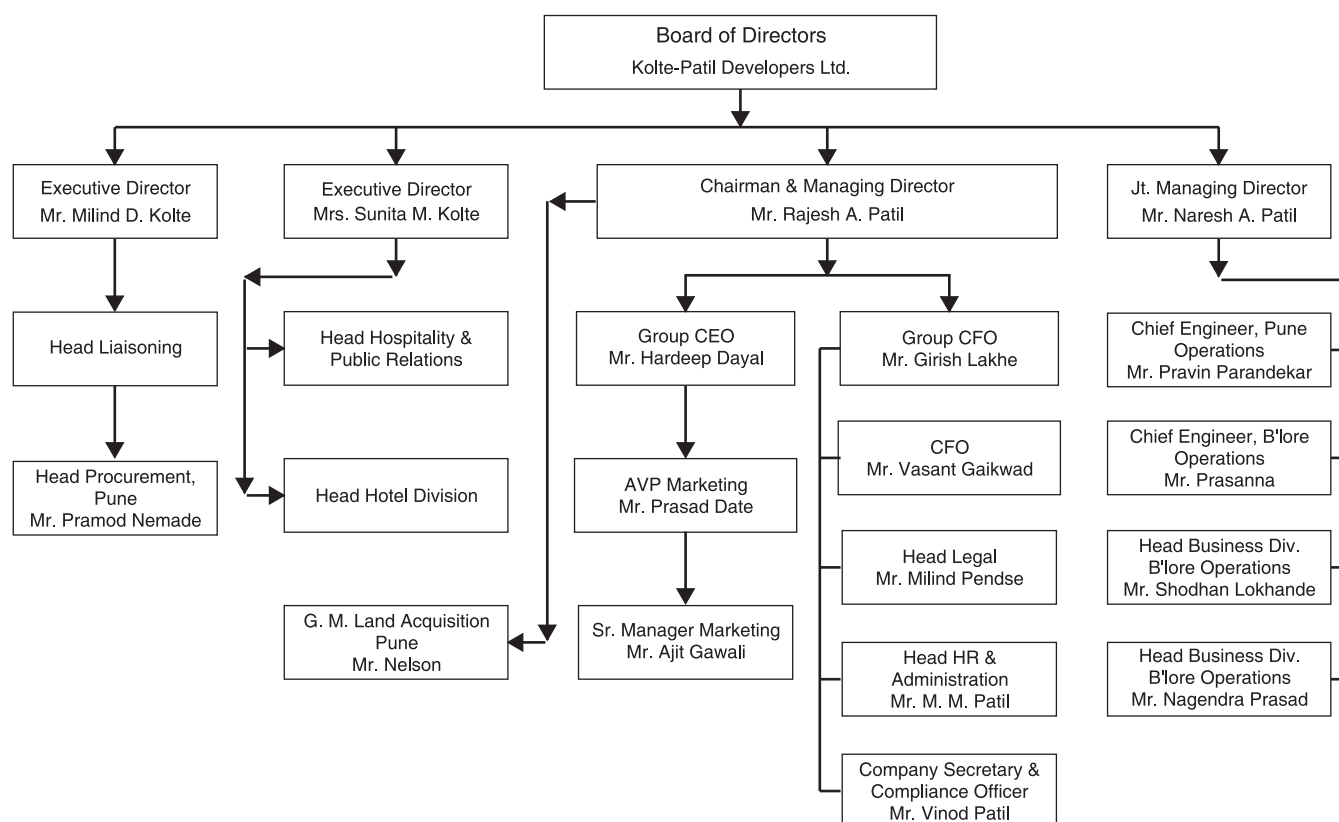 Board of Directors
Kolte-Patil Developers Ltd.
Executive Director
Mr. Milind D. Kolte
Executive Director
Mrs. Sunita M. Kolte
Chairman & Managing Director
Mr. Rajesh A. Patil
Jt. Managing Director
Mr. Naresh A. Patil
Head Liaisoning
Head Hospitality &
Public Relations
Group CEO
Mr. Hardeep Dayal
Group CFO
Mr. Girish Lakhe
Chief Engineer, Pune
Operations
Mr. Pravin Parandekar
Head Procurement,
Pune
Mr. Pramod Nemade
Head Hotel Division
AVP Marketing
Mr. Prasad Date
CFO
Mr. Vasant Gaikwad
Chief Engineer, B'lore
Operations
Mr. Prasanna
Head Legal
Mr. Milind Pendse
Head Business Div.
B'lore Operations
Mr. Shodhan Lokhande
G. M. Land Acquisition
Pune
Mr. Nelson
Sr. Manager Marketing
Mr. Ajit Gawali
Head HR &
Administration
Mr. M. M. Patil
Head Business Div.
B'lore Operations
Mr. Nagendra Prasad
Company Secretary &
Compliance Officer
Mr. Vinod Patil